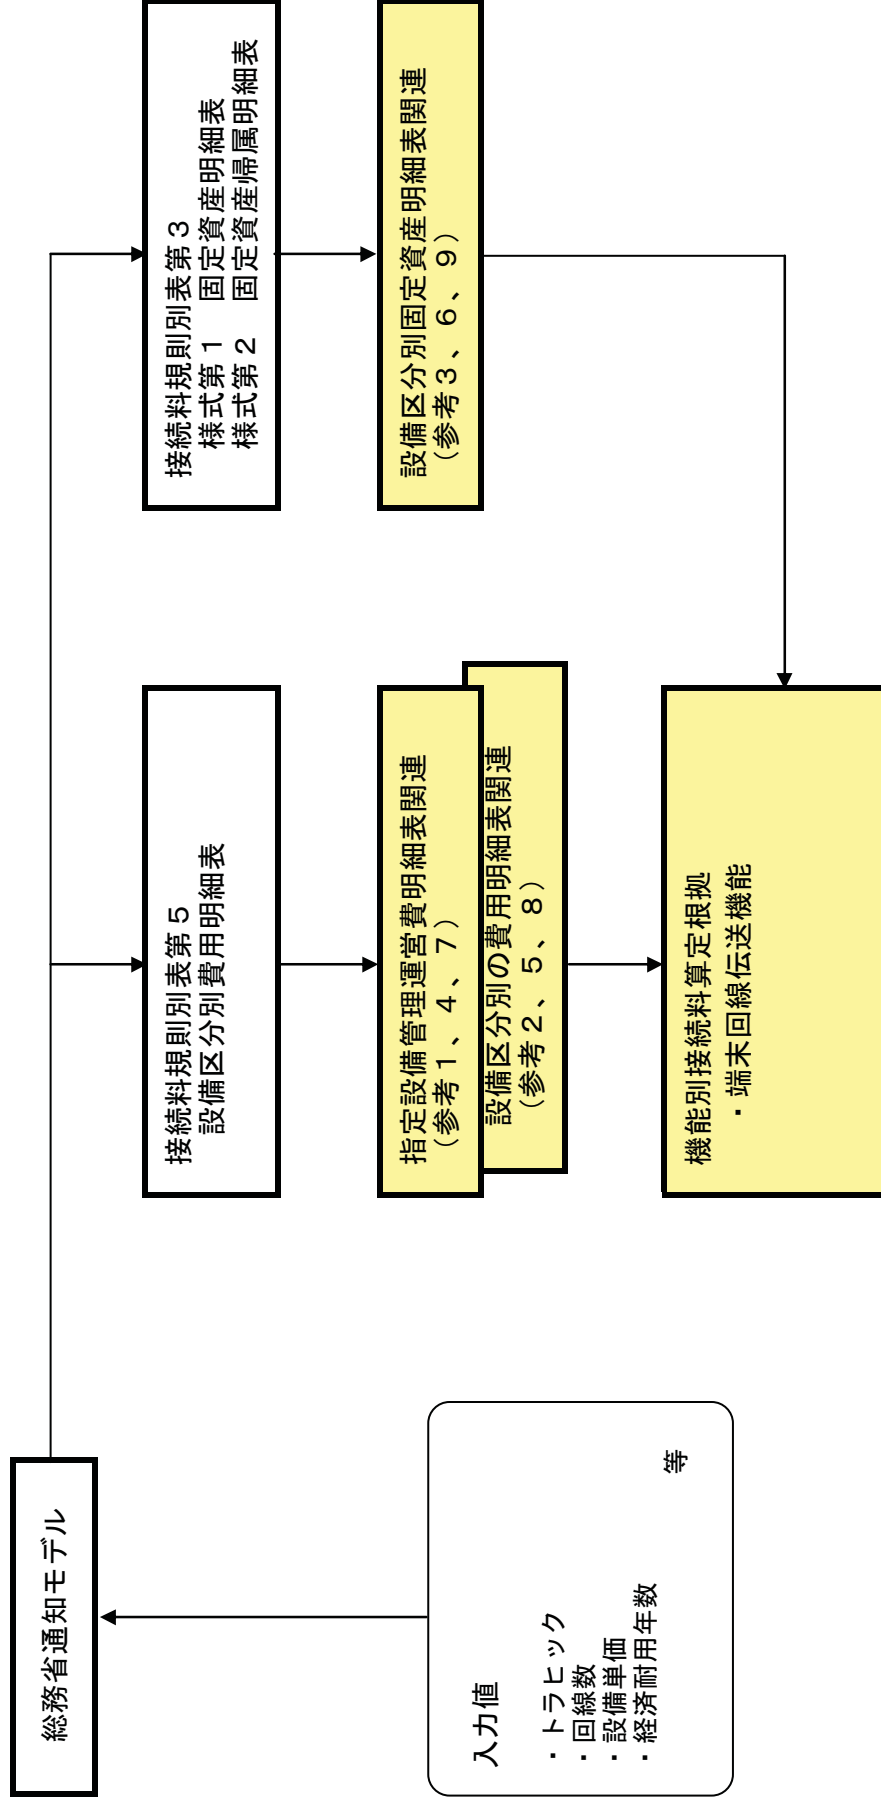 総務省通知モデル
入力値
・トラヒック
・回線数
・設備単価
・経済耐用年数
等
接続料規則別表第５
設備区分別費用明細表
指定設備管理運営費明細表関連
（参考１、４、７）
設備区分別の費用明細表関連
（参考２、５、８）
機能別接続料算定根拠
・端末回線伝送機能
接続料規則別表第３
様式第１　固定資産明細表
様式第２　固定資産帰属明細表
設備区分別固定資産明細表関連
（参考３、６、９）